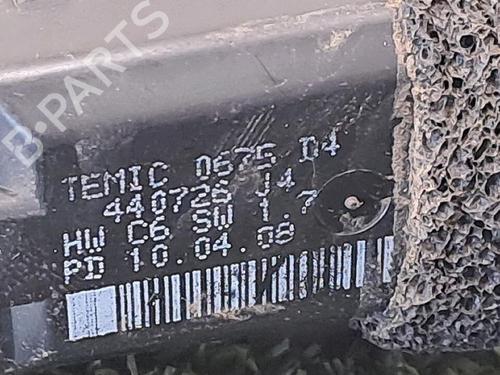 B-PARTS
TEMIC 0675 D4
440726 J4
HW C6 SW 1.7
PD 10.04.08